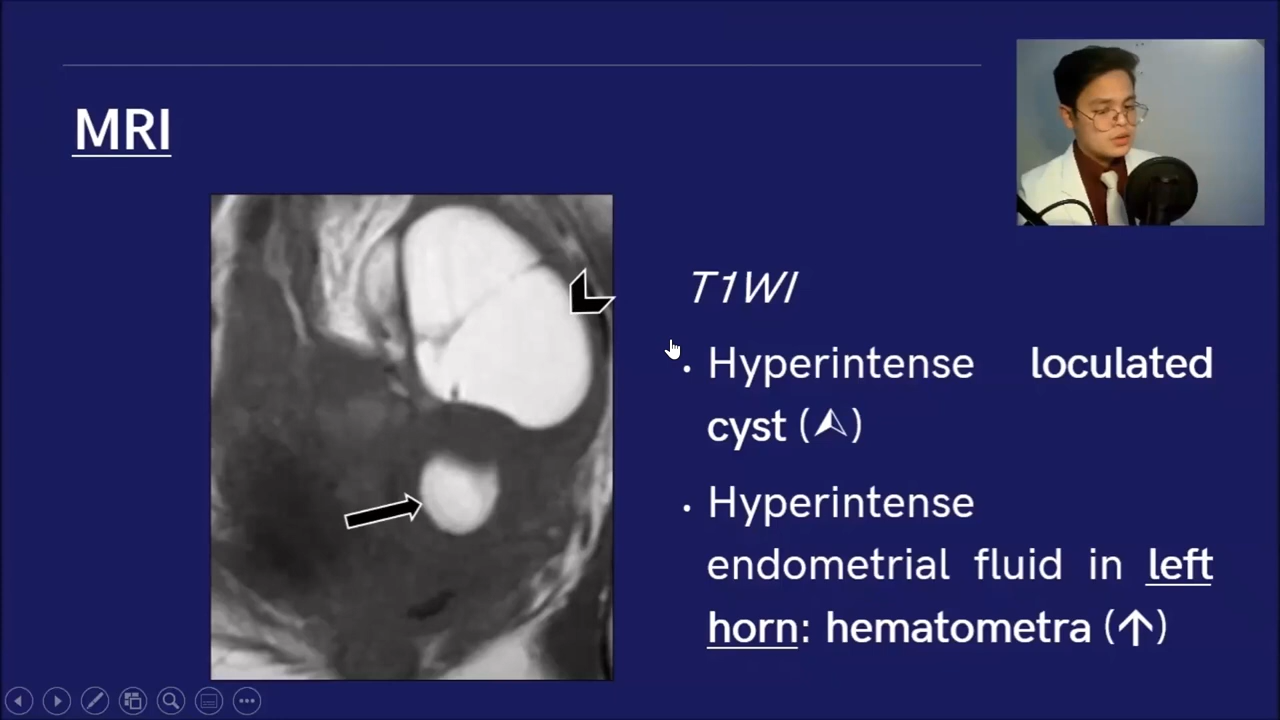 MRI
T1WI
• Hyperintense loculated
cyst (⮝)
• Hyperintense
endometrial fluid in left
horn: hematometra (↑)